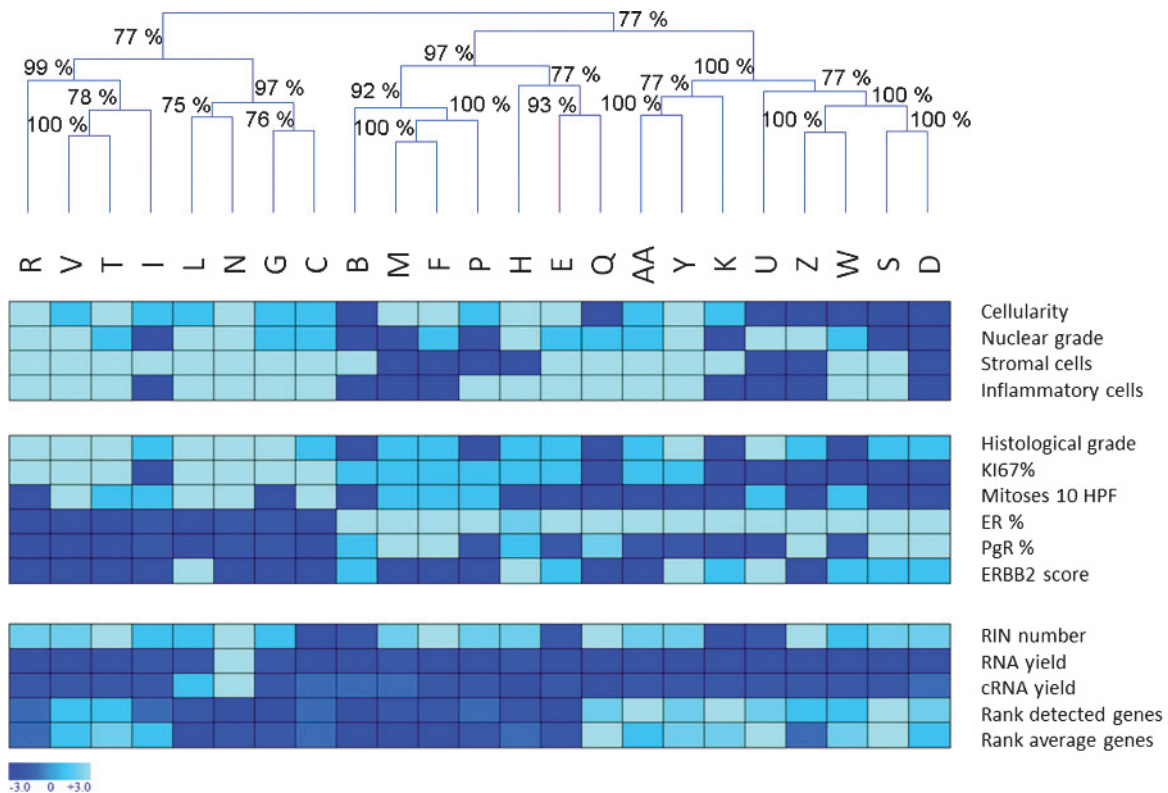 77 %
77 %
99 %
97 %
97 %
77 %
77 %
100 %
77 %
78 %
75 %
92 %
100 %
93 %
100 %
100 %
100 %
76 %
100 %
100 %
100 %
R V T I L N G C B M F P H E Q AA Y K U Z W S D
Cellularity
Nuclear grade
Stromal cells
Inflammatory cells
Histological grade
KI67%
Mitoses 10 HPF
ER %
PgR %
ERBB2 score
RIN number
RNA yield
cRNA yield
Rank detected genes
Rank average genes
-3.0 0 +3.0